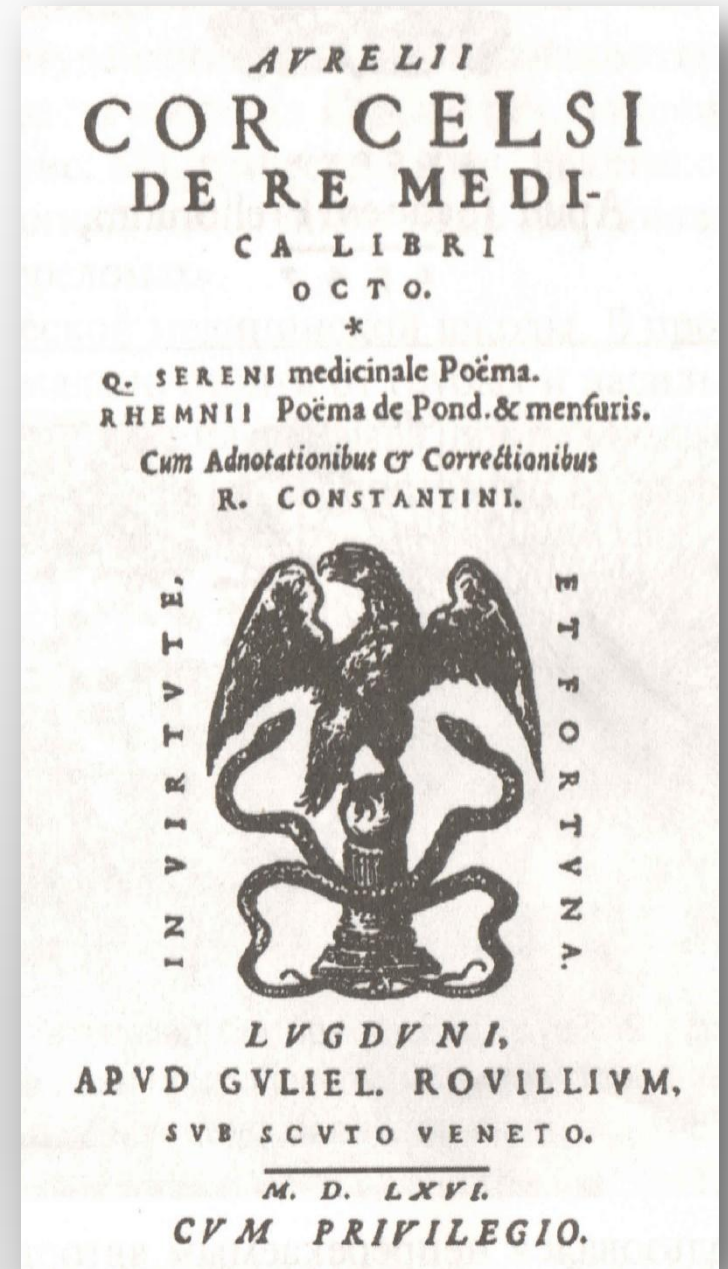 AVRELII
COR CELSI
DE RE MEDI-
CA LIBRI
OCTO.
*
Q. SERENI medicinale Poëma.
RHEMNII Poëma de Pond. & mensuris.
Cum Adnotationibus & Correctionibus
R. CONSTANTINI.
IN VIRTVTE,
ET FORTVNA.
LVGDVNI,
APVD GVLIEL. ROVILLIVM,
SVB SCVTO VENETO.
M. D. LXVI.
CVM PRIVILEGIO.